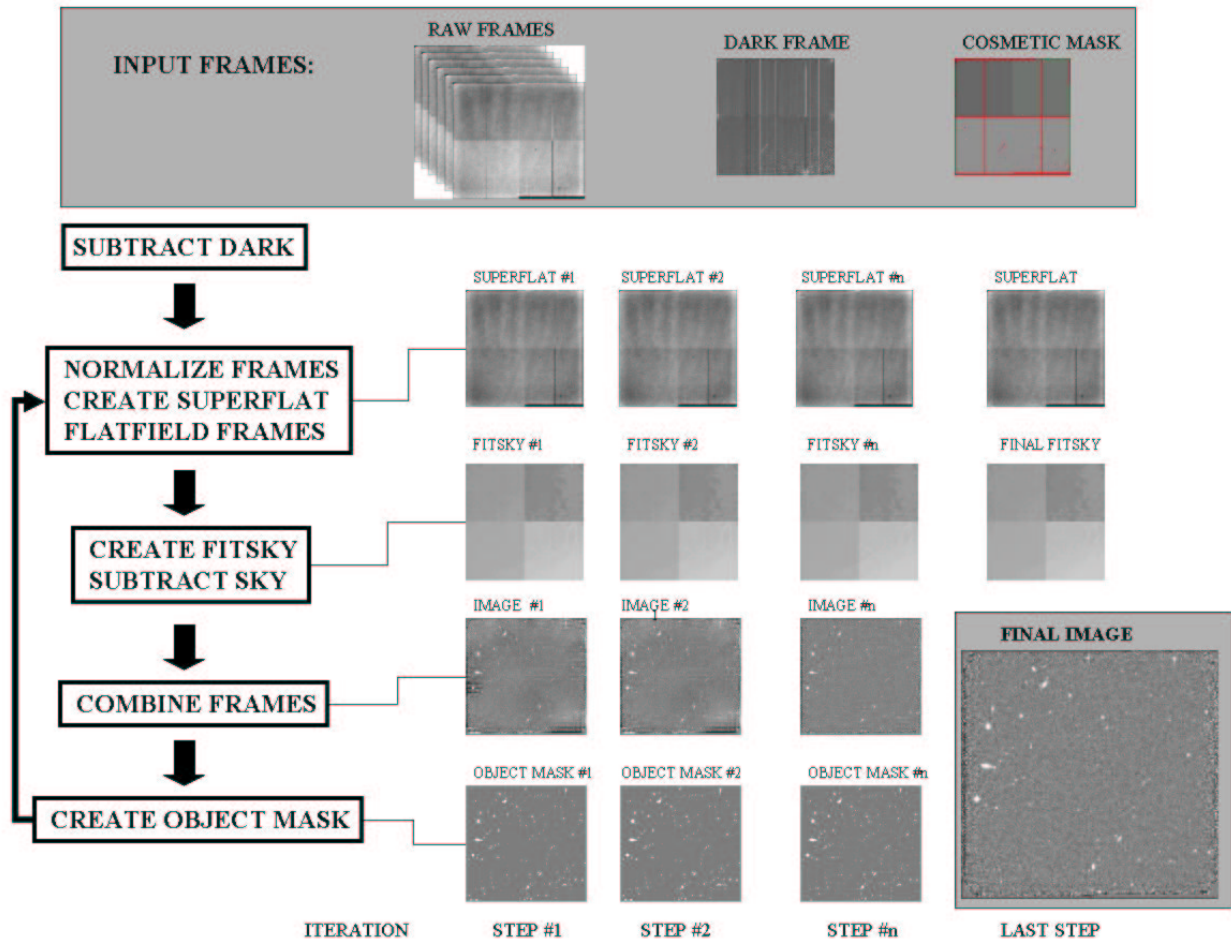 RAW FRAMES
DARK FRAME
COSMETIC MASK
INPUT FRAMES:
SUBTRACT DARK
SUPERFLAT #1
SUPERFLAT #2
SUPERFLAT #n
SUPERFLAT
NORMALIZE FRAMES
CREATE SUPERFLAT
FLATFIELD FRAMES
FITSKY #1
FITSKY #2
FITSKY #n
FINAL FITSKY
CREATE FITSKY
SUBTRACT SKY
IMAGE #1
IMAGE #2
IMAGE #n
FINAL IMAGE
COMBINE FRAMES
OBJECT MASK #1
OBJECT MASK #2
OBJECT MASK #n
CREATE OBJECT MASK
ITERATION
STEP #1
STEP #2
STEP #n
LAST STEP